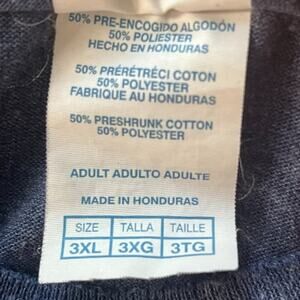 50% PRE-ENCOGIDO ALGODÓN
50% POLIESTER
HECHO EN HONDURAS
50% PRÉRÉTRÉCI COTON
50% POLYESTER
FABRIQUE AU HONDURAS
50% PRESHRUNK COTTON
50% POLYESTER
ADULT ADULTO ADULTE
MADE IN HONDURAS
SIZE TALLA TAILLE
3XL 3XG 3TG